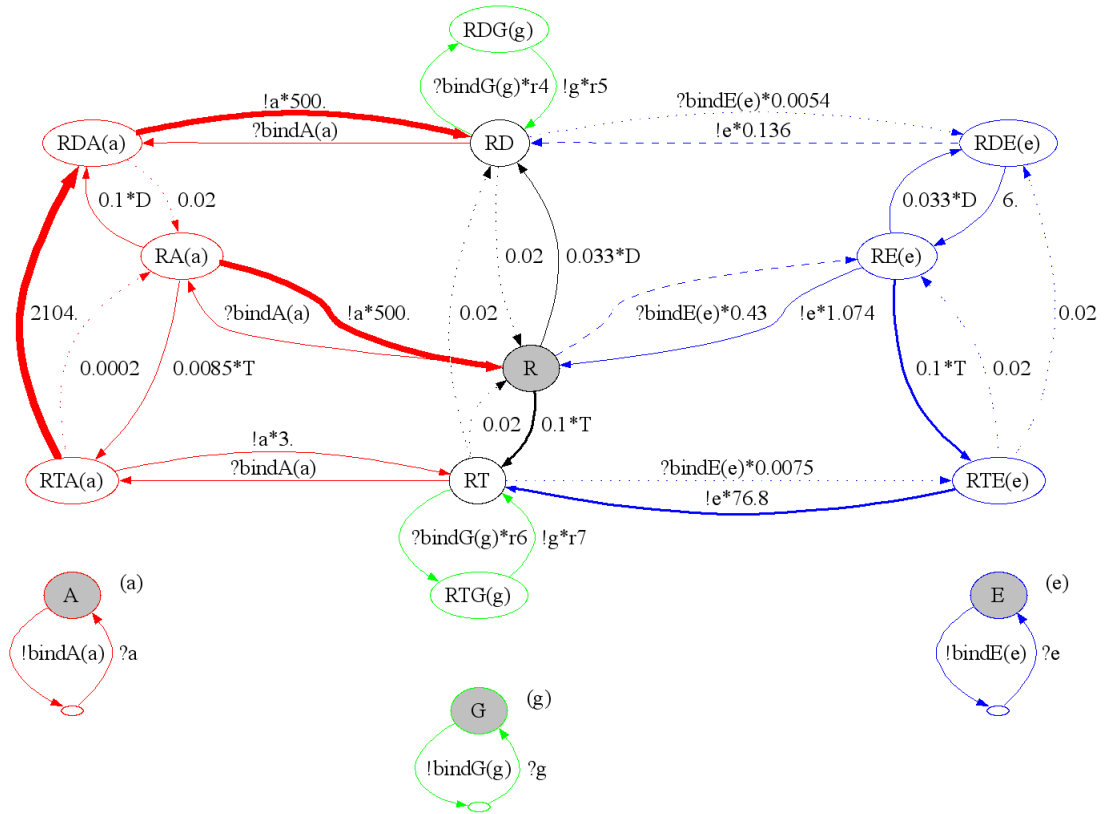 RDG(g)
?bindG(g)*r4
!g*r5
!a*500.
?bindE(e)*0.0054
?bindA(a)
!e*0.136
RDA(a)
RD
RDE(e)
0.1*D
0.02
0.033*D
6.
RA(a)
0.02
0.033*D
RE(e)
2104.
?bindA(a)
!a*500.
0.02
?bindE(e)*0.43
!e*1.074
0.02
0.0002
0.0085*T
R
0.1*T
0.02
0.02
0.1*T
!a*3.
?bindA(a)
?bindE(e)*0.0075
RTA(a)
RT
RTE(e)
!e*76.8
?bindG(g)*r6
!g*r7
A
(a)
RTG(g)
E
(e)
!bindA(a)
?a
!bindE(e)
?e
G
(g)
!bindG(g)
?g